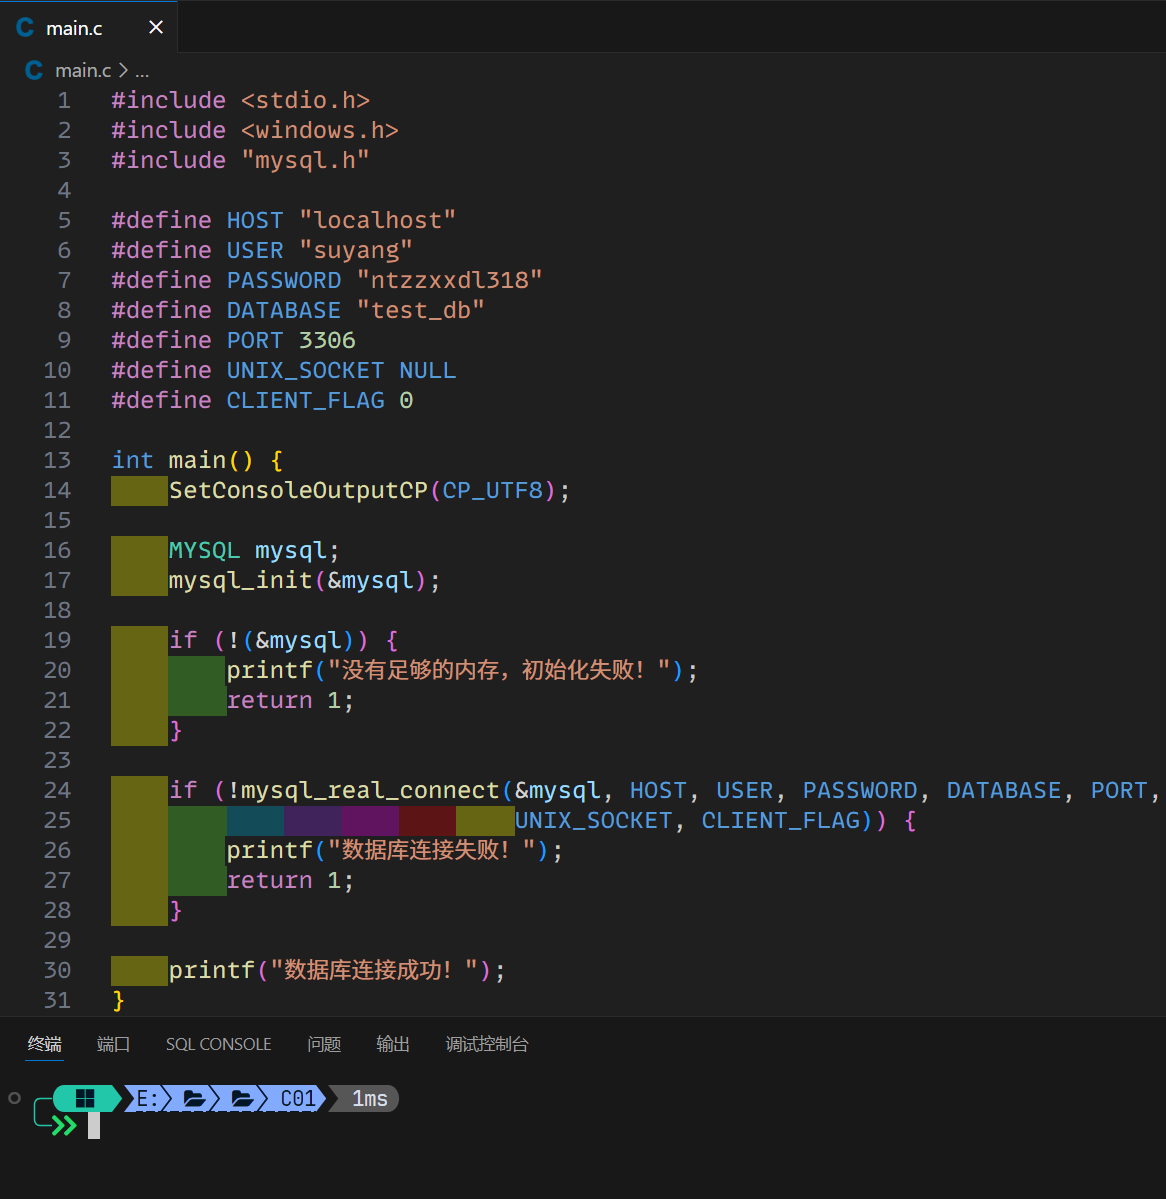 C main.c ×
C main.c > ...
1 #include <stdio.h>
2 #include <windows.h>
3 #include "mysql.h"
4
5 #define HOST "localhost"
6 #define USER "suyang"
7 #define PASSWORD "ntzzxxdl318"
8 #define DATABASE "test_db"
9 #define PORT 3306
10 #define UNIX_SOCKET NULL
11 #define CLIENT_FLAG 0
12
13 int main() {
14     SetConsoleOutputCP(CP_UTF8);
15
16     MYSQL mysql;
17     mysql_init(&mysql);
18
19     if (!(&mysql)) {
20         printf("没有足够的内存，初始化失败！");
21         return 1;
22     }
23
24     if (!mysql_real_connect(&mysql, HOST, USER, PASSWORD, DATABASE, PORT,
25                             UNIX_SOCKET, CLIENT_FLAG)) {
26         printf("数据库连接失败！");
27         return 1;
28     }
29
30     printf("数据库连接成功！");
31 }
终端 端口 SQL CONSOLE 问题 输出 调试控制台
E: C01 1ms